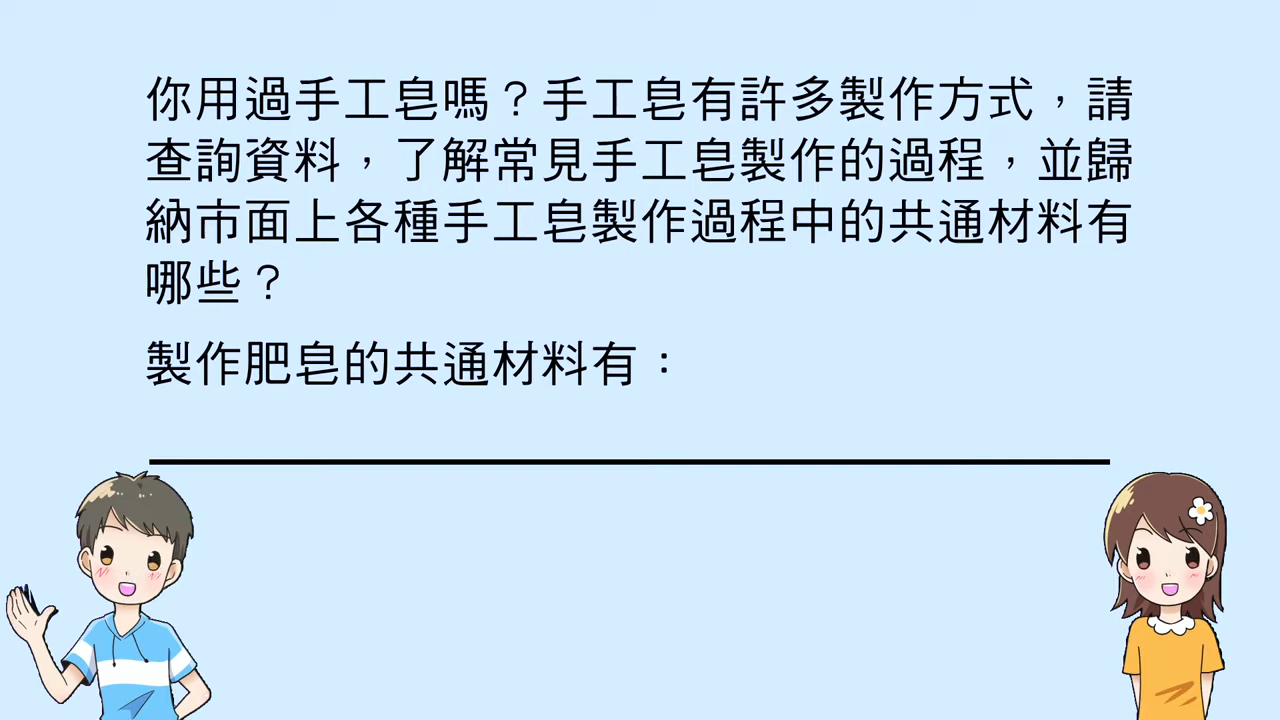 你用過手工皂嗎？手工皂有許多製作方式，請
查詢資料，了解常見手工皂製作的過程，並歸
納市面上各種手工皂製作過程中的共通材料有
哪些？
製作肥皂的共通材料有：